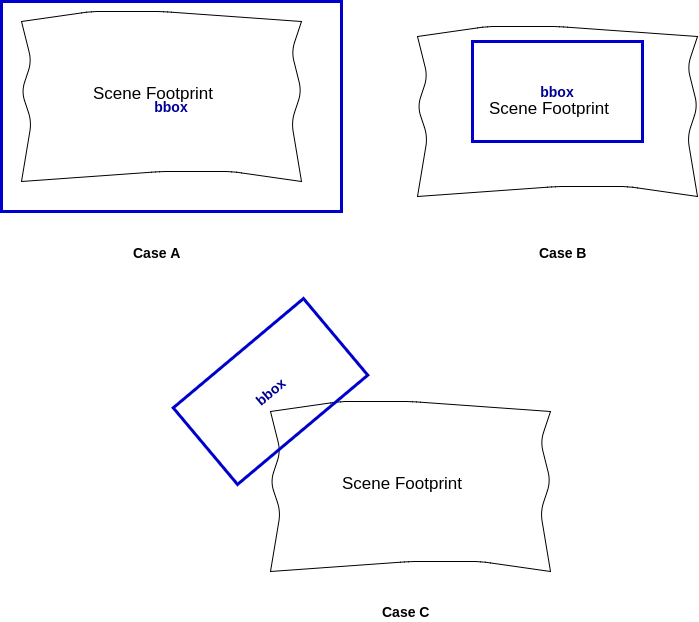 Scene Footprint
bbox
bbox
Scene Footprint
Case A
Case B
bbox
Scene Footprint
Case C